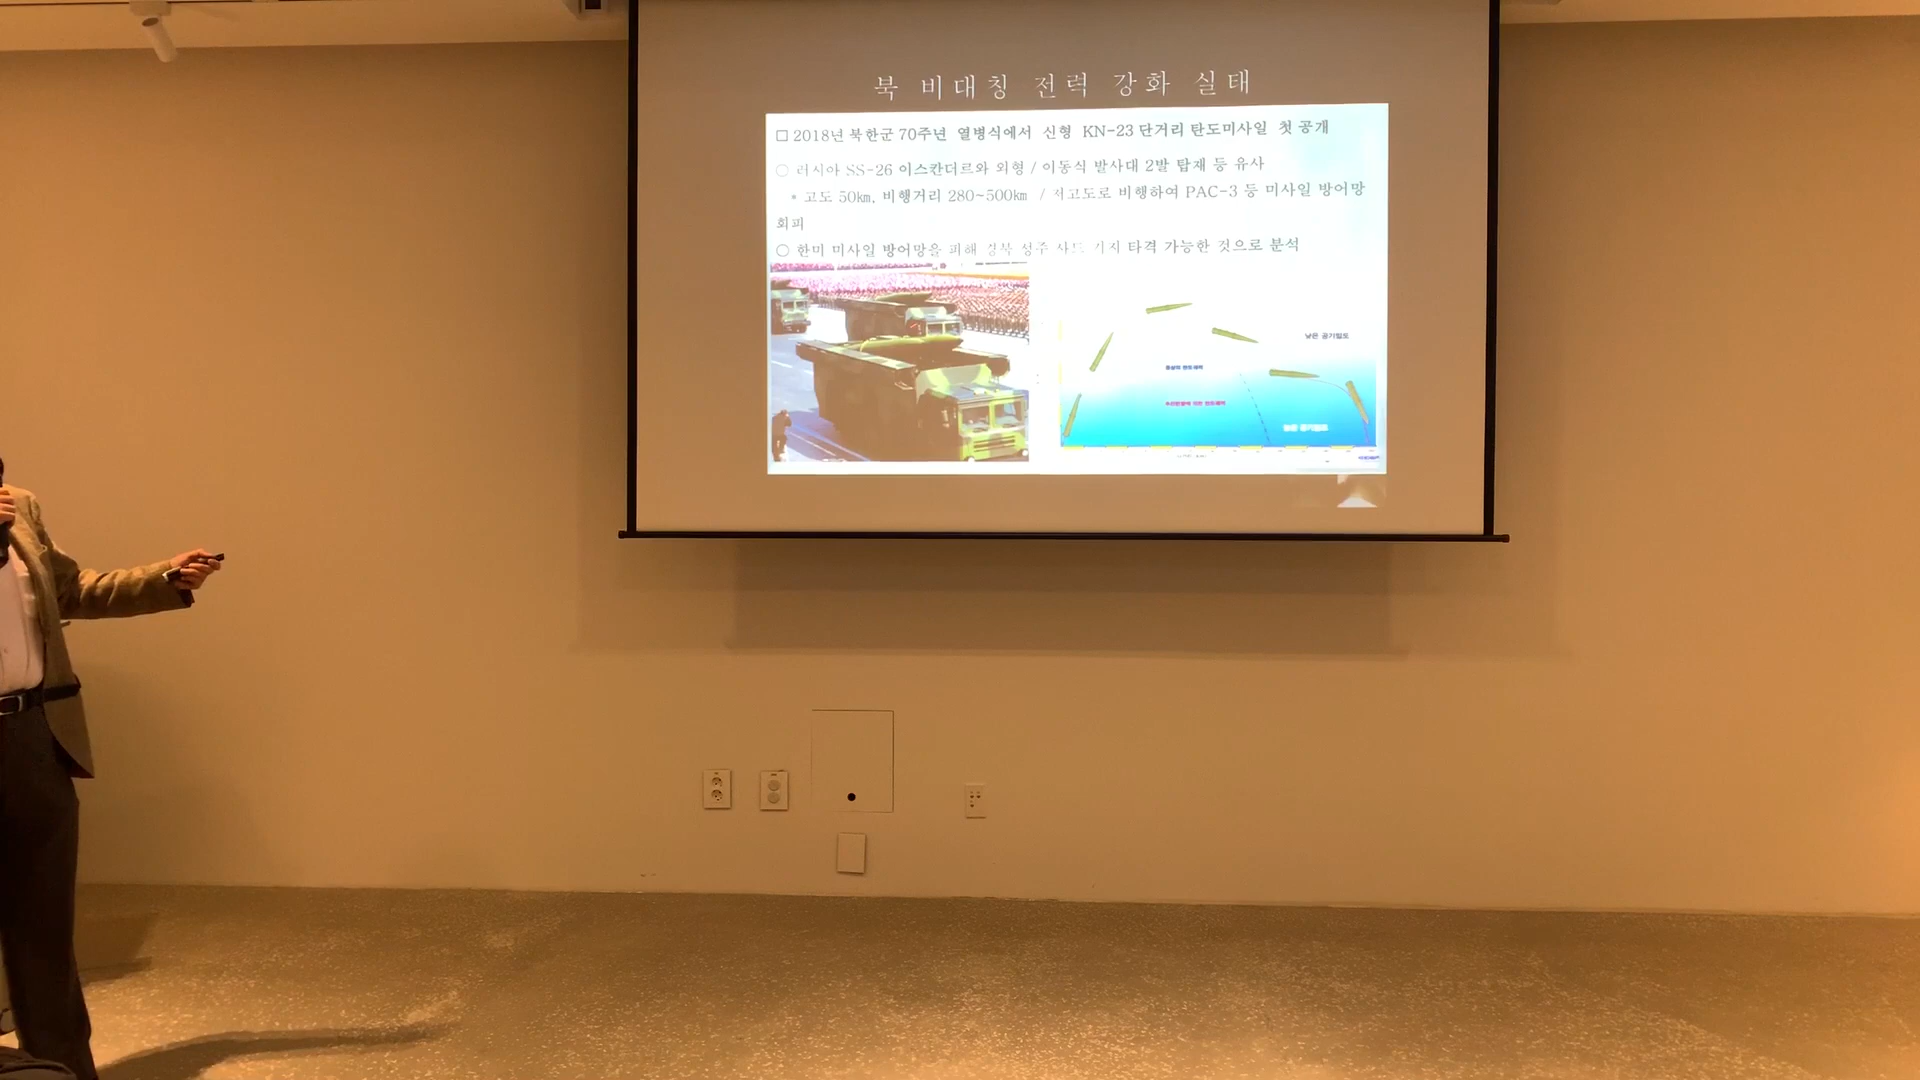 북 비대칭 전력 강화 실태
□ 2018년 북한군 70주년 열병식에서 신형 KN-23 단거리 탄도미사일 첫 공개
○ 러시아 SS-26 이스칸더르와 외형 / 이동식 발사대 2발 탑재 등 유사
* 고도 50㎞, 비행거리 280~500㎞ / 저고도로 비행하여 PAC-3 등 미사일 방어망
회피
○ 한미 미사일 방어망을 피해 경북 성주 사드 기지 타격 가능한 것으로 분석
낮은 공기밀도